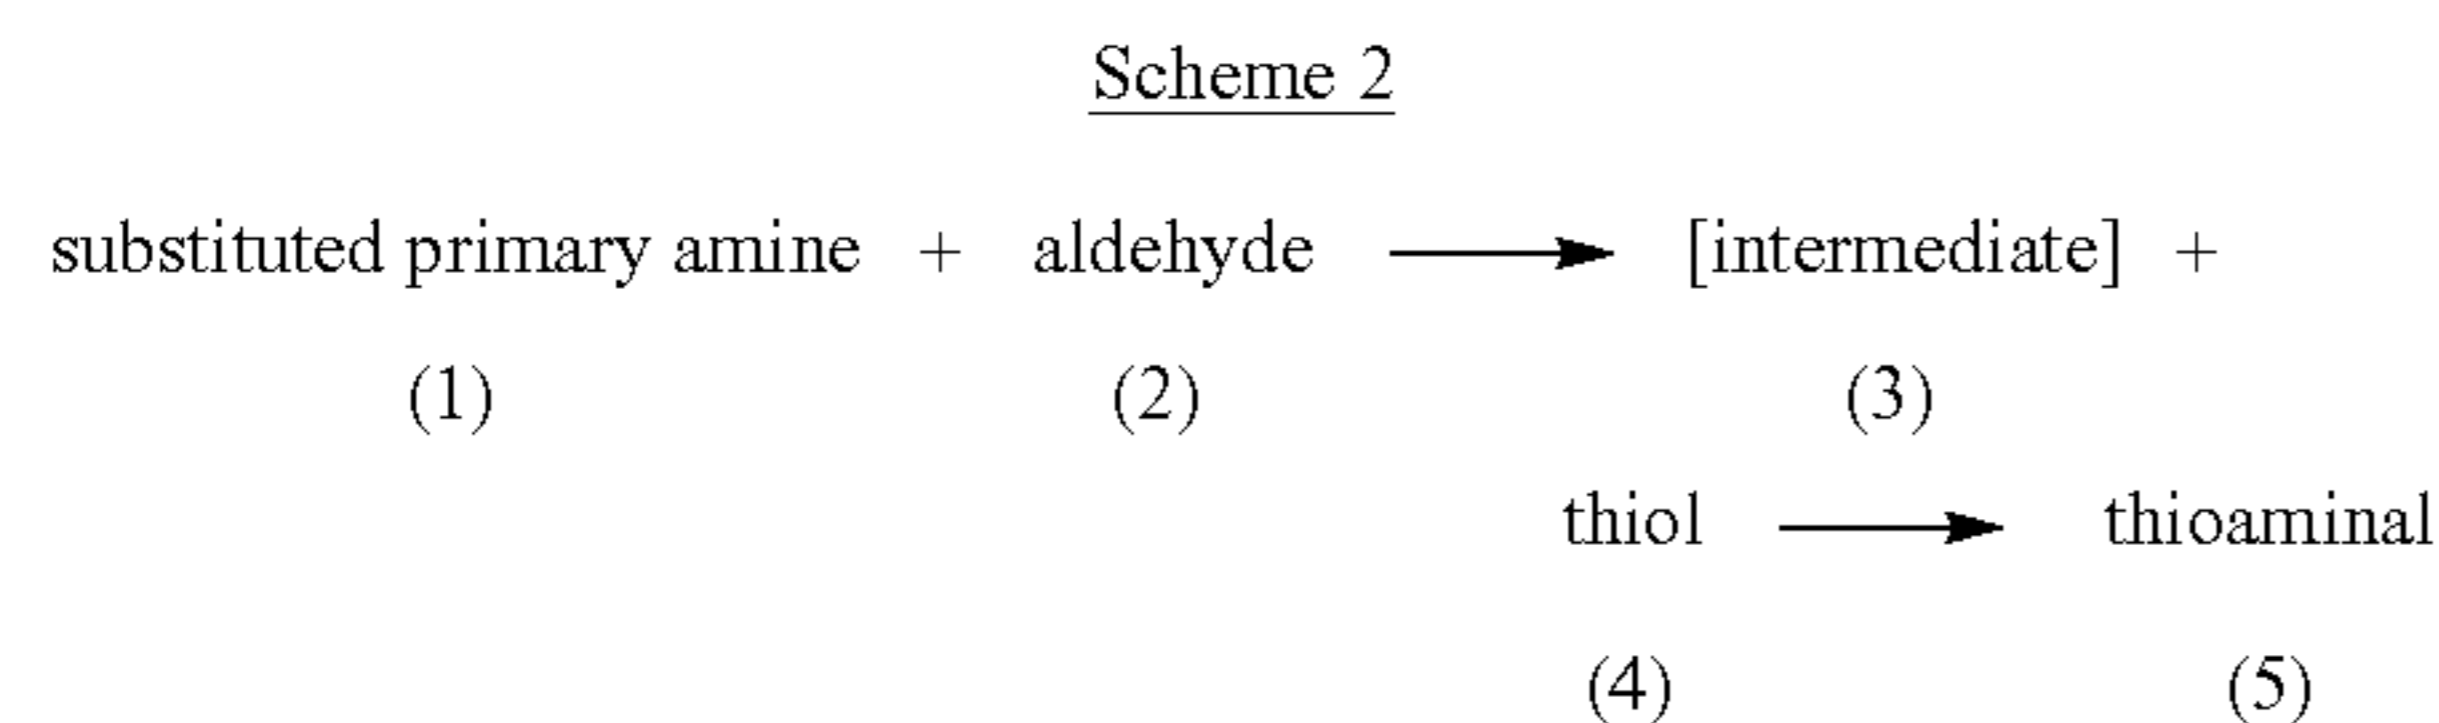 Scheme 2
substituted primary amine + aldehyde ⟶ [intermediate] +
(1) (2) (3)
thiol ⟶ thioaminal
(4) (5)